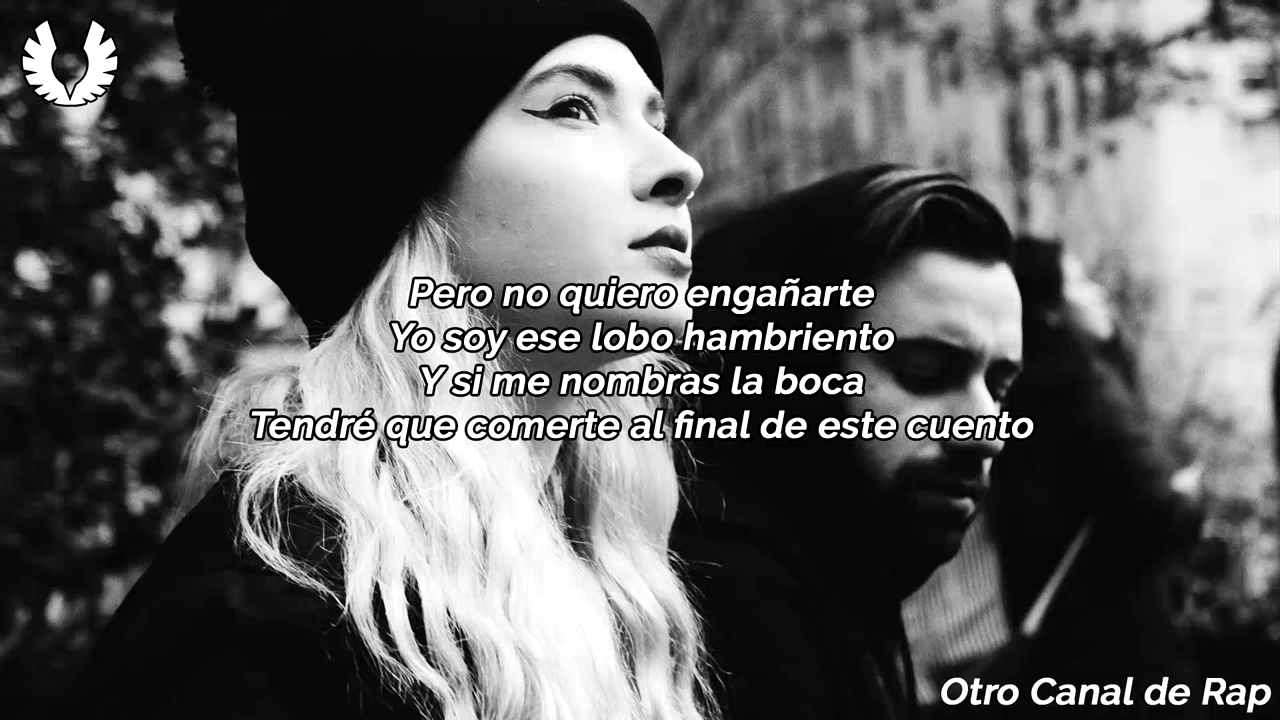 Pero no quiero engañarte
Yo soy ese lobo hambriento
Y si me nombras la boca
Tendré que comerte al final de este cuento
Otro Canal de Rap